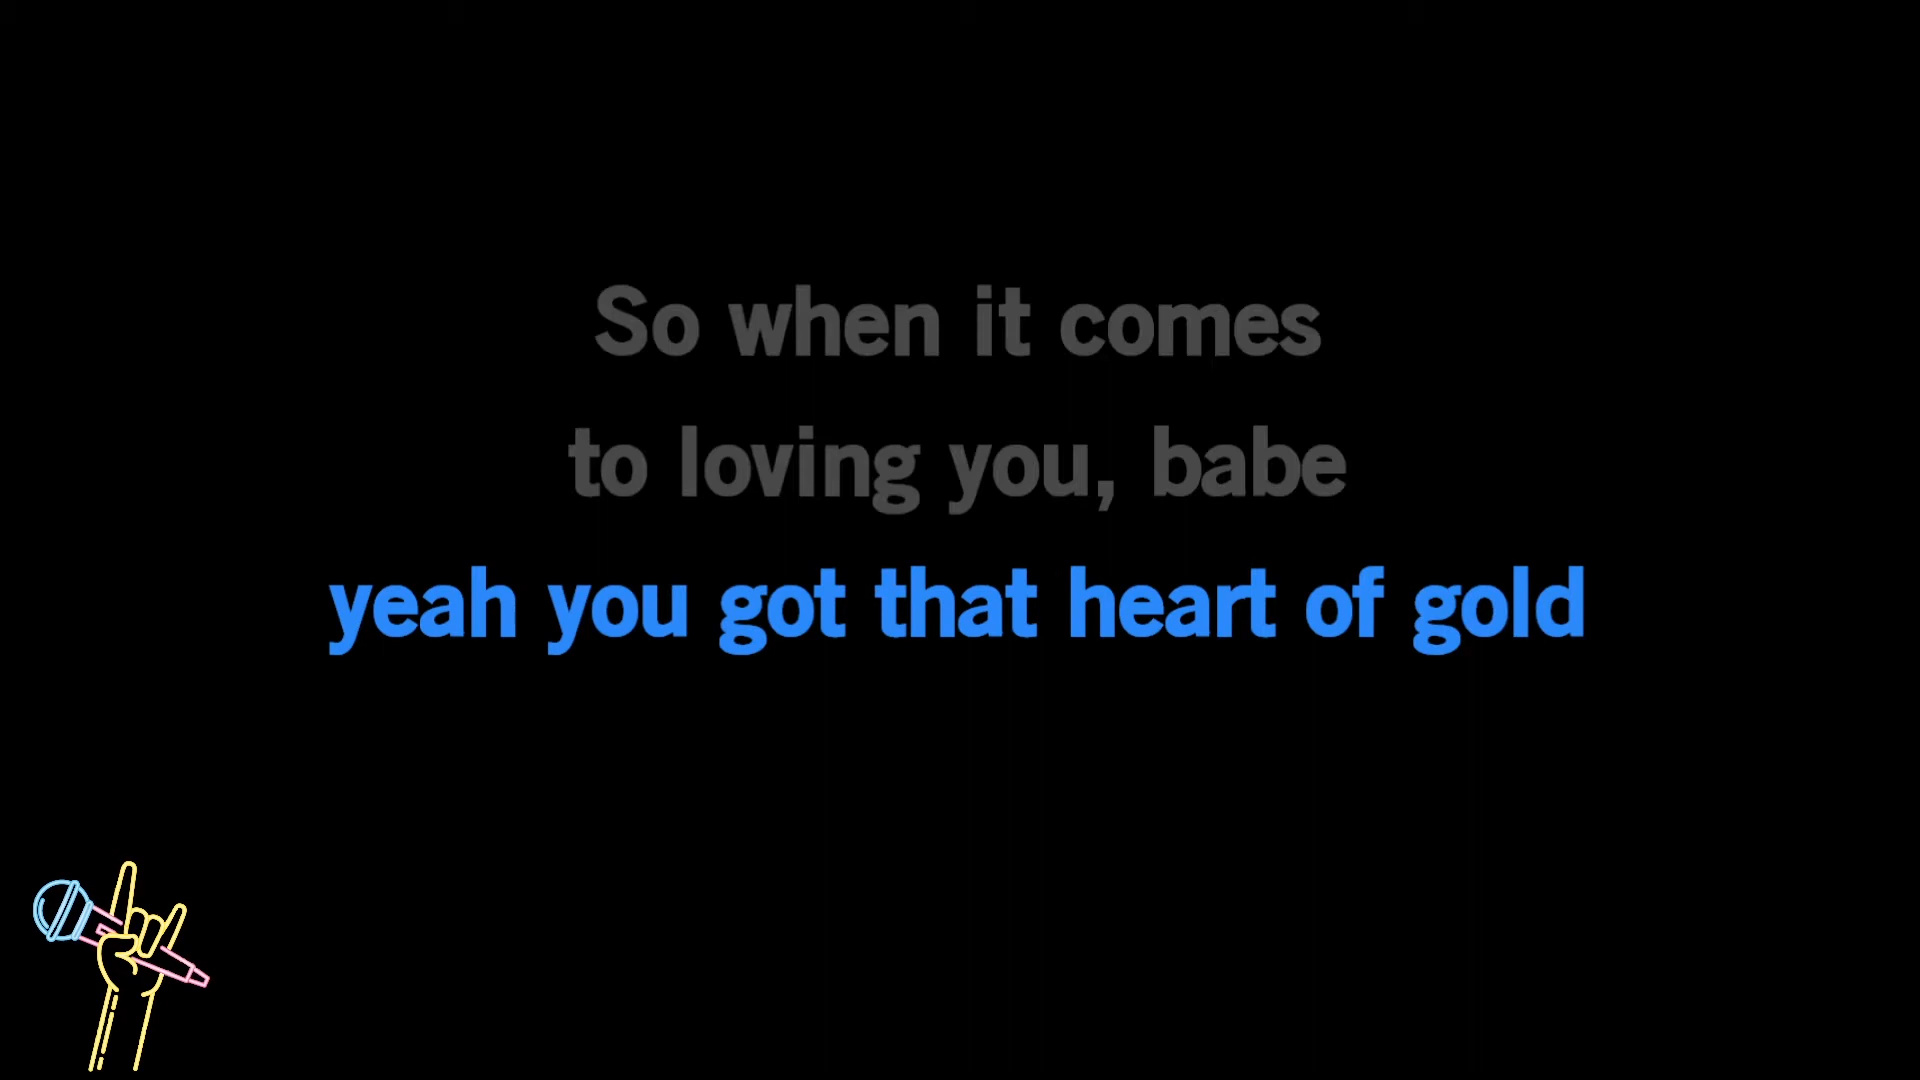 So when it comes
to loving you, babe
yeah you got that heart of gold